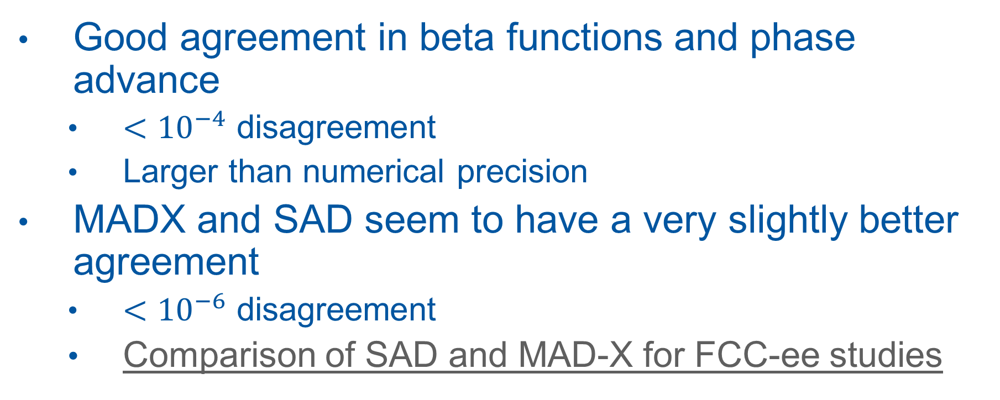 • Good agreement in beta functions and phase
advance
• < 10⁻⁴ disagreement
• Larger than numerical precision
• MADX and SAD seem to have a very slightly better
agreement
• < 10⁻⁶ disagreement
• Comparison of SAD and MAD-X for FCC-ee studies